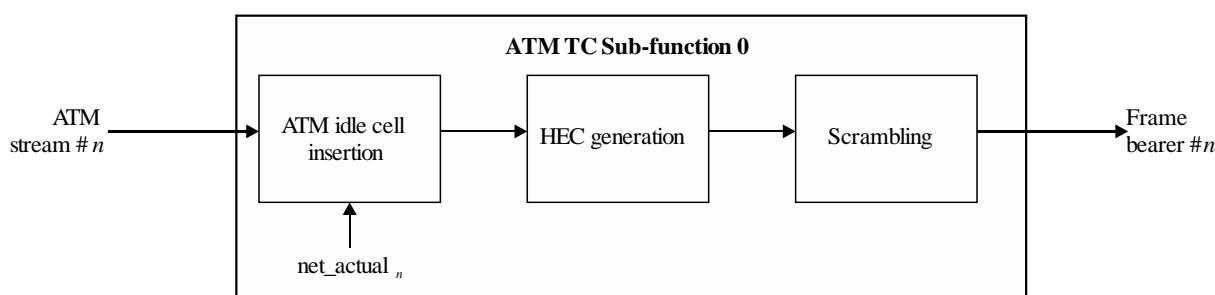 ATM TC Sub-function 0
ATM
stream # n
ATM idle cell
insertion
HEC generation
Scrambling
Frame
bearer #n
net_actual n